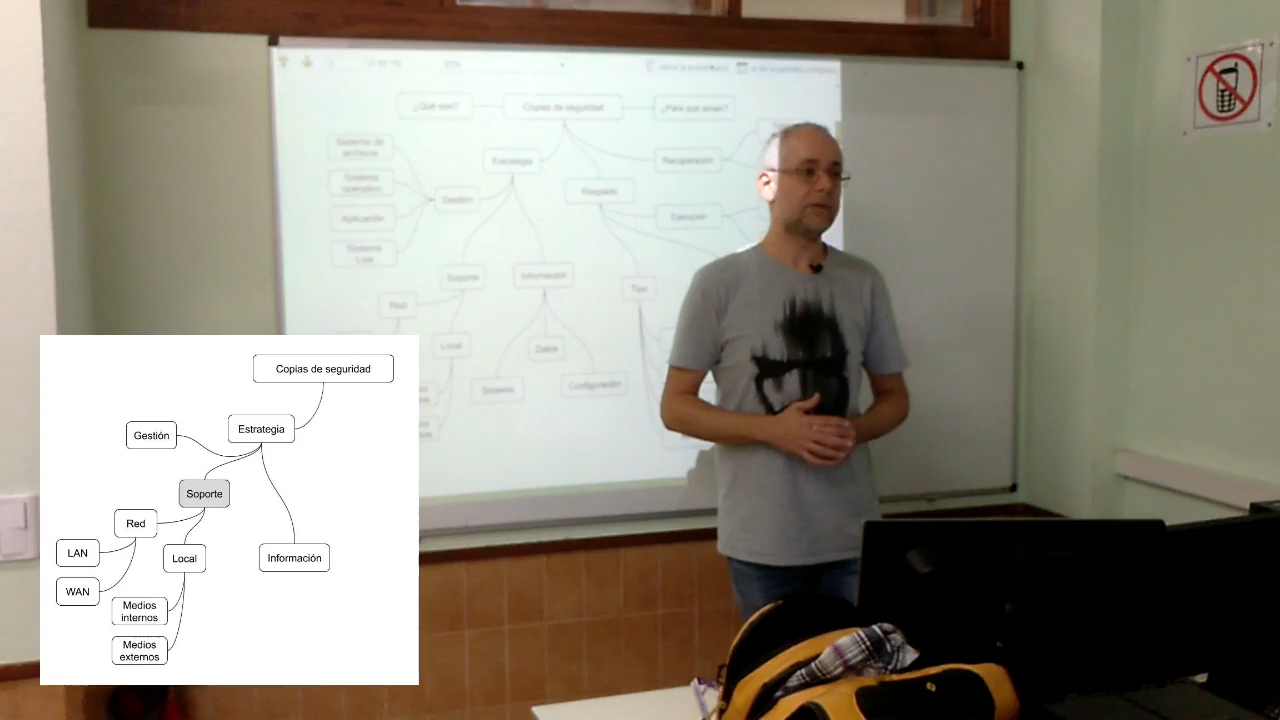 ¿Qué son?
Copias de seguridad
¿Para qué sirven?
Sistema de
archivos
Estrategia
Recuperación
Sistema
operativo
Gestión
Respaldo
Aplicación
Ejecución
Sistema
Live
Soporte
Información
Tipo
Red
Local
Datos
Sistema
Configuración
Copias de seguridad
Estrategia
Gestión
Soporte
Red
LAN
Local
Información
WAN
Medios
internos
Medios
externos